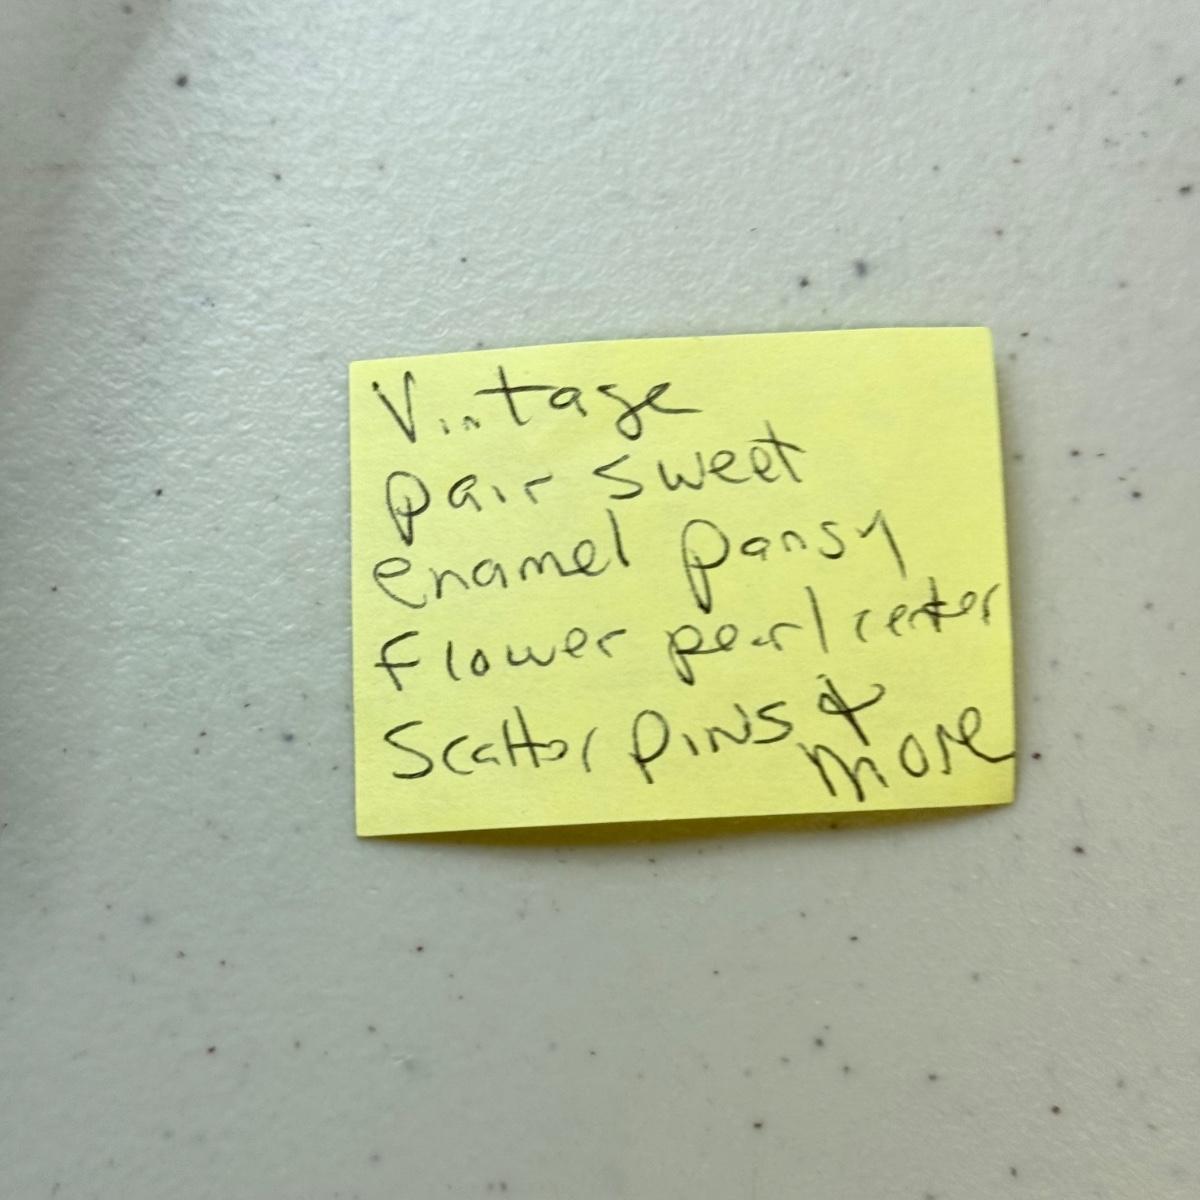 Vintage
pair sweet
enamel pansy
Flower pearl center
Scatter PINS &
more